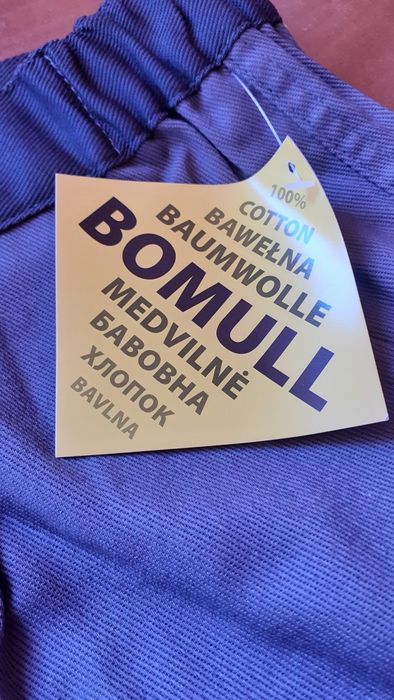 100%
COTTON
BAWEŁNA
BAUMWOLLE
BOMULL
MEDVILNĖ
БАВОВНА
ХЛОПОК
BAVLNA